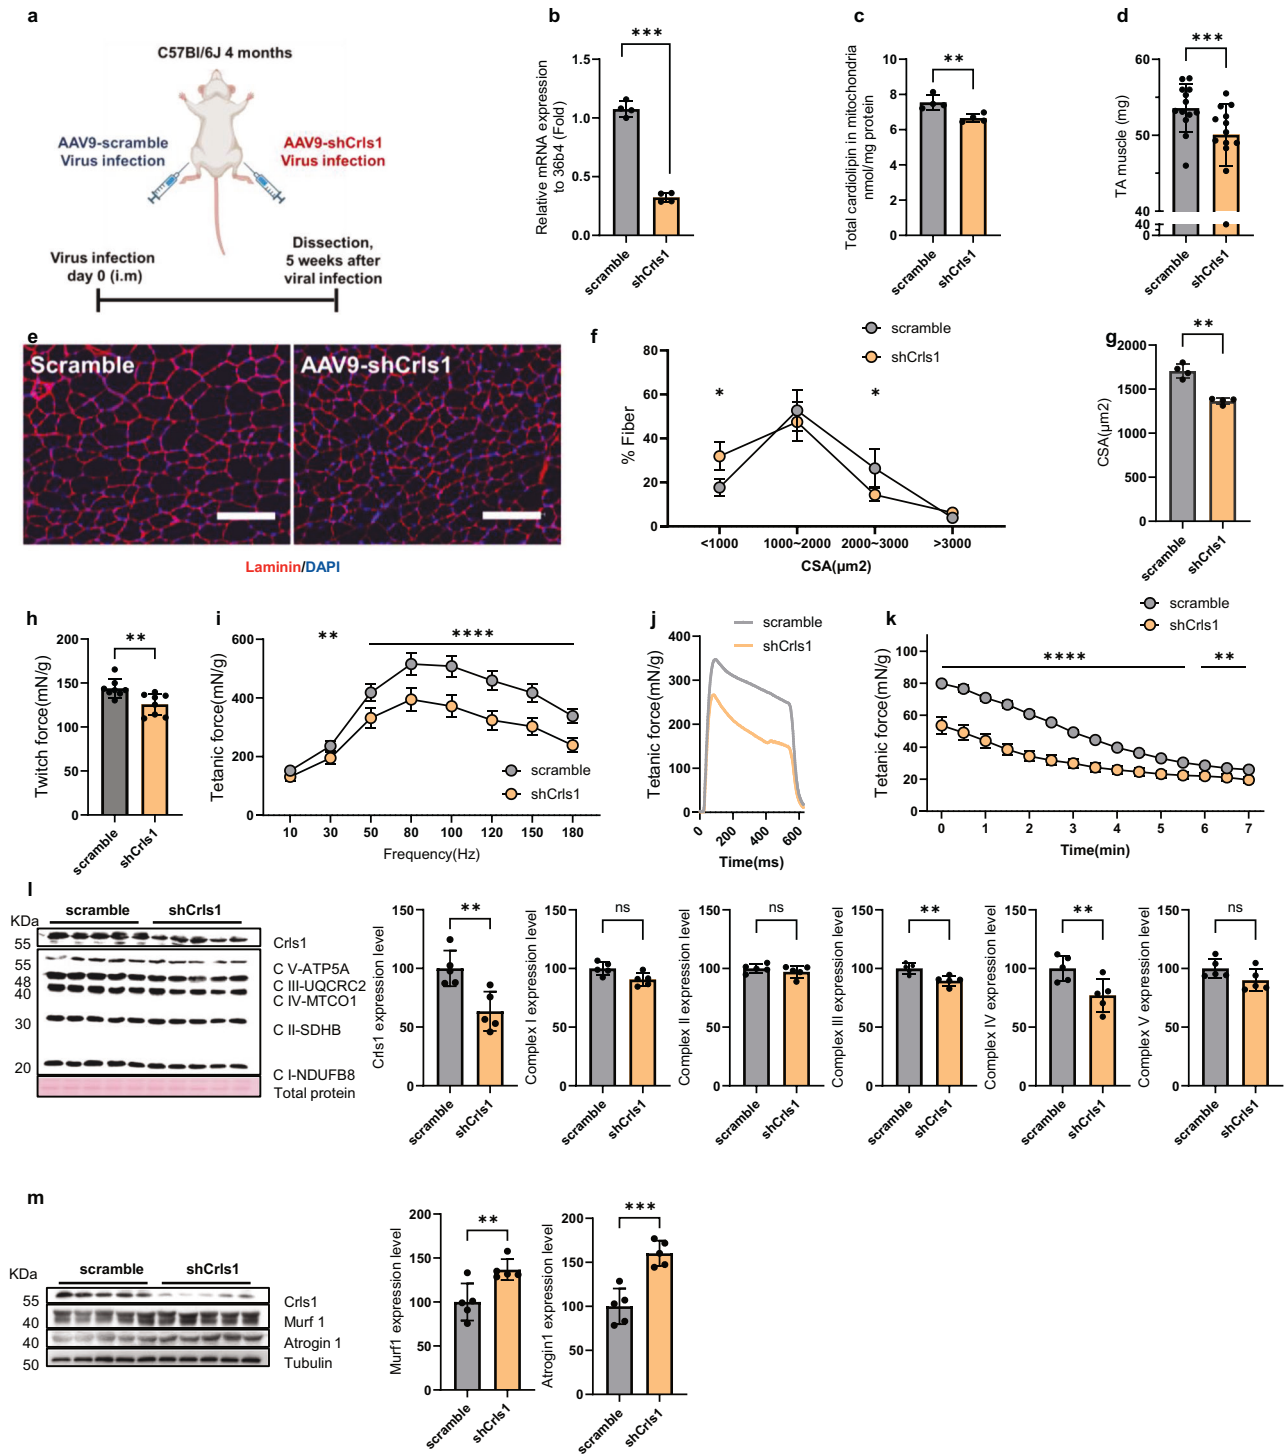 a
C57Bl/6J 4 months
AAV9-scramble
Virus infection
AAV9-shCrls1
Virus infection
Virus infection
day 0 (i.m)
Dissection,
5 weeks after
viral infection
b
***
Relative mRNA expression
to 36b4 (Fold)
1.5
1.0
0.5
0.0
scramble
shCrls1
c
**
Total cardiolipin in mitochondria
nmol/mg protein
10
8
6
4
2
0
scramble
shCrls1
d
***
TA muscle (mg)
60
50
40
40
0
scramble
shCrls1
e
Scramble
AAV9-shCrls1
Laminin/DAPI
f
scramble
shCrls1
% Fiber
80
60
40
20
0
*
*
<1000
1000~2000
2000~3000
>3000
CSA(µm2)
g
**
CSA(µm2)
2000
1500
1000
500
0
scramble
shCrls1
h
**
Twitch force(mN/g)
200
150
100
50
0
scramble
shCrls1
i
**
****
Tetanic force(mN/g)
600
400
200
0
scramble
shCrls1
10
30
50
80
100
120
150
180
Frequency(Hz)
j
scramble
shCrls1
Tetanic force(mN/g)
400
300
200
100
0
0
200
400
600
Time(ms)
k
scramble
shCrls1
****
**
Tetanic force(mN/g)
100
80
60
40
20
0
0
1
2
3
4
5
6
7
Time(min)
l
scramble
shCrls1
KDa
55
55
48
40
30
20
Crls1
C V-ATP5A
C III-UQCRC2
C IV-MTCO1
C II-SDHB
C I-NDUFB8
Total protein
**
Crls1 expression level
150
100
50
0
scramble
shCrls1
ns
Complex I expression level
150
100
50
0
scramble
shCrls1
ns
Complex II expression level
150
100
50
0
scramble
shCrls1
**
Complex III expression level
150
100
50
0
scramble
shCrls1
**
Complex IV expression level
150
100
50
0
scramble
shCrls1
ns
Complex V expression level
150
100
50
0
scramble
shCrls1
m
scramble
shCrls1
KDa
55
40
40
50
Crls1
Murf 1
Atrogin 1
Tubulin
**
Murf1 expression level
200
150
100
50
0
scramble
shCrls1
***
Atrogin1 expression level
200
150
100
50
0
scramble
shCrls1